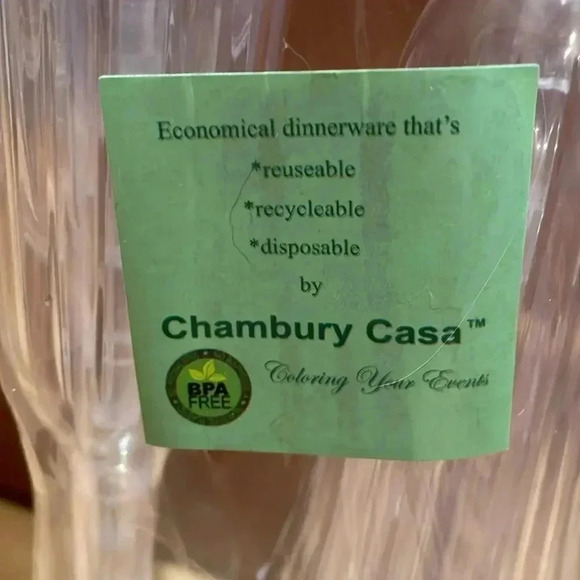 Economical dinnerware that's
*reuseable
*recycleable
*disposable
by
Chambury Casa™
BPA
FREE
Coloring Your Events